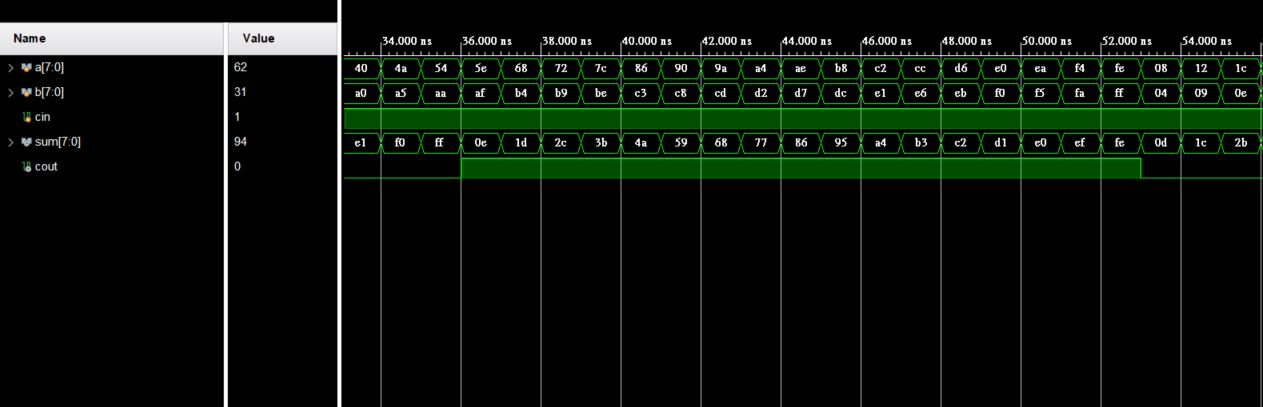 Name Value
34.000 ns 36.000 ns 38.000 ns 40.000 ns 42.000 ns 44.000 ns 46.000 ns 48.000 ns 50.000 ns 52.000 ns 54.000 ns
a[7:0] 62 40 4a 54 5e 68 72 7c 86 90 9a a4 ae b8 c2 cc d6 e0 ea f4 fe 08 12 1c
b[7:0] 31 a0 a5 aa af b4 b9 be c3 c8 cd d2 d7 dc e1 e6 eb f0 f5 fa ff 04 09 0e
cin 1
sum[7:0] 94 e1 f0 ff 0e 1d 2c 3b 4a 59 68 77 86 95 a4 b3 c2 d1 e0 ef fe 0d 1c 2b
cout 0